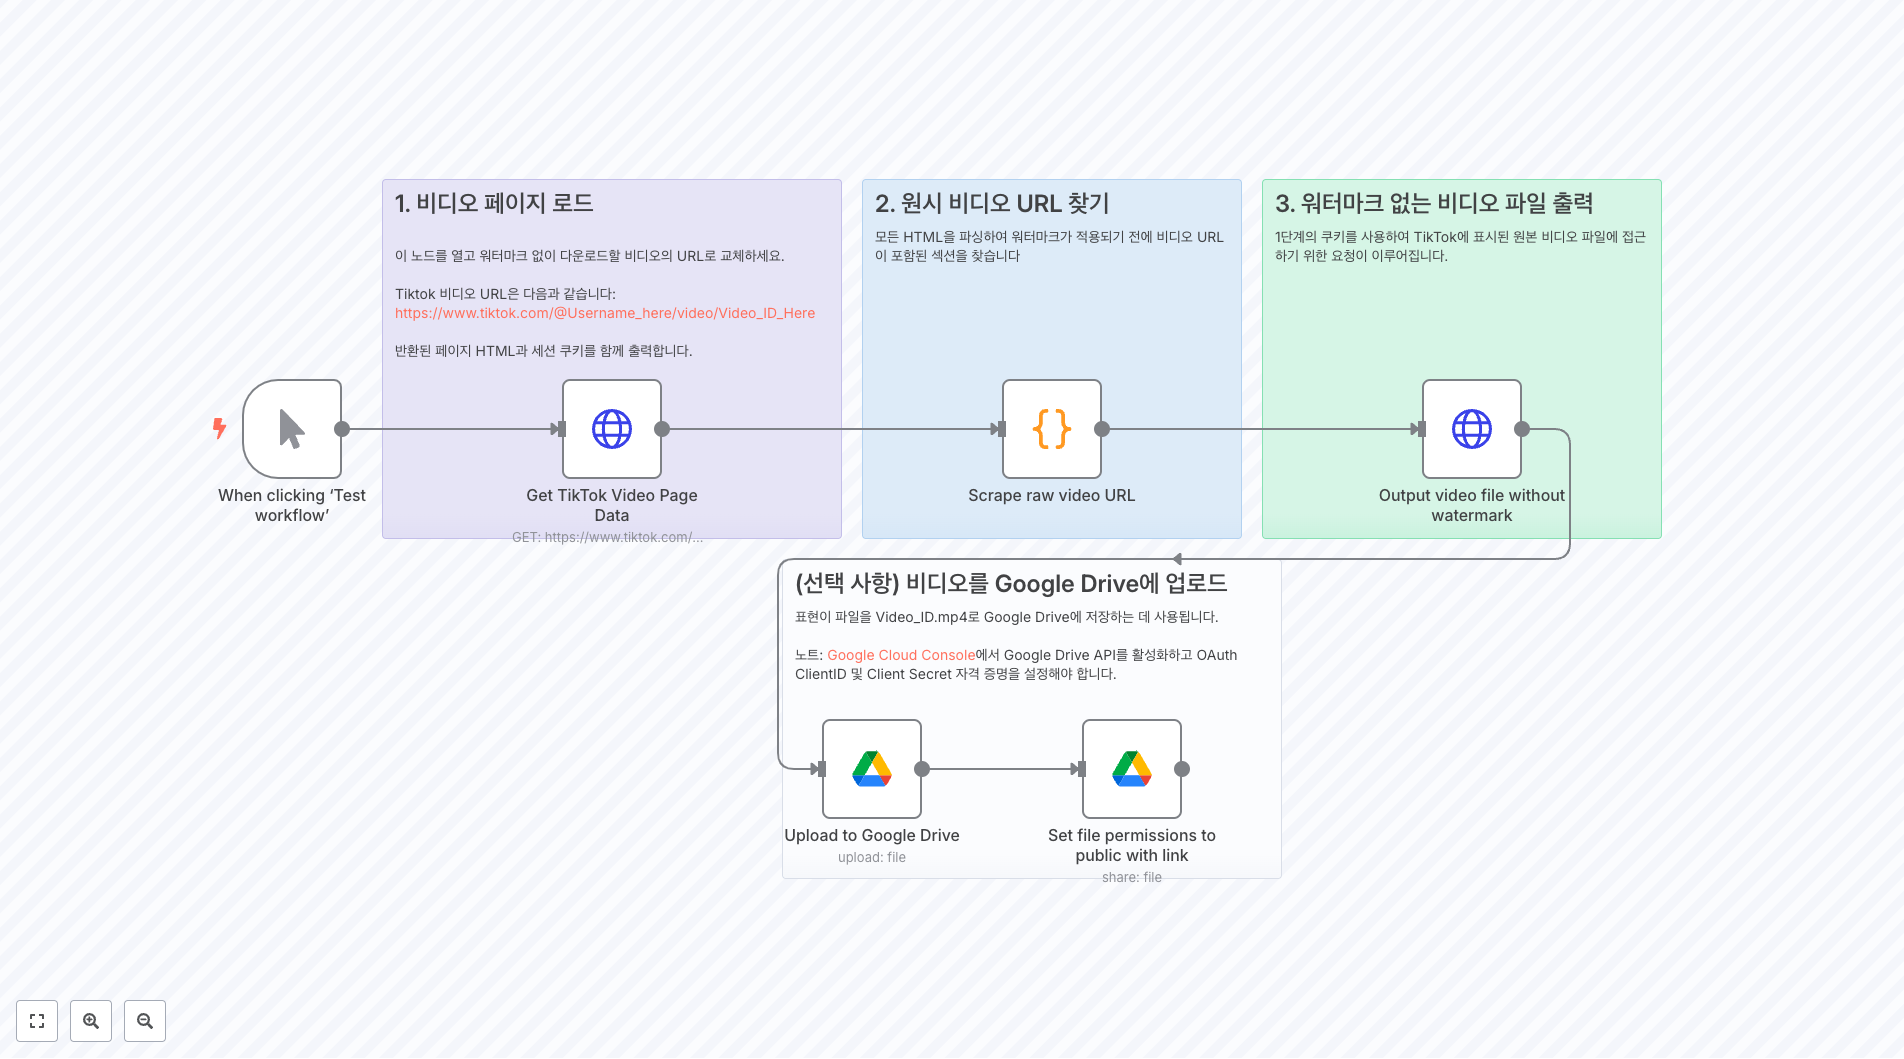 1. 비디오 페이지 로드
이 노드를 열고 워터마크 없이 다운로드할 비디오의 URL로 교체하세요.
Tiktok 비디오 URL은 다음과 같습니다:
https://www.tiktok.com/@Username_here/video/Video_ID_Here
반환된 페이지 HTML과 세션 쿠키를 함께 출력합니다.
2. 원시 비디오 URL 찾기
모든 HTML을 파싱하여 워터마크가 적용되기 전에 비디오 URL
이 포함된 섹션을 찾습니다
3. 워터마크 없는 비디오 파일 출력
1단계의 쿠키를 사용하여 TikTok에 표시된 원본 비디오 파일에 접근
하기 위한 요청이 이루어집니다.
When clicking ‘Test
workflow’
Get TikTok Video Page
Data
GET: https://www.tiktok.com/...
Scrape raw video URL
Output video file without
watermark
(선택 사항) 비디오를 Google Drive에 업로드
표현이 파일을 Video_ID.mp4로 Google Drive에 저장하는 데 사용됩니다.
노트: Google Cloud Console에서 Google Drive API를 활성화하고 OAuth
ClientID 및 Client Secret 자격 증명을 설정해야 합니다.
Upload to Google Drive
upload: file
Set file permissions to
public with link
share: file